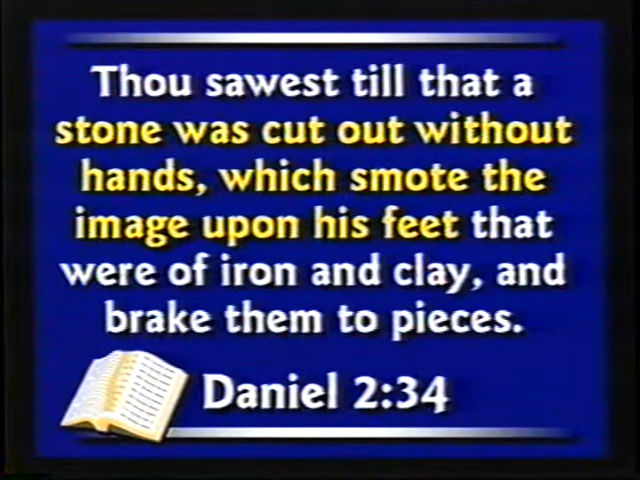 Thou sawest till that a
stone was cut out without
hands, which smote the
image upon his feet that
were of iron and clay, and
brake them to pieces.
Daniel 2:34